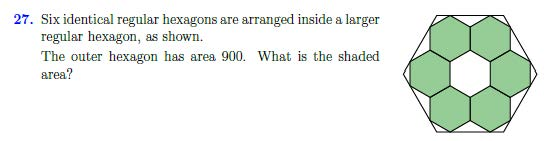 27. Six identical regular hexagons are arranged inside a larger
regular hexagon, as shown.
The outer hexagon has area 900. What is the shaded
area?